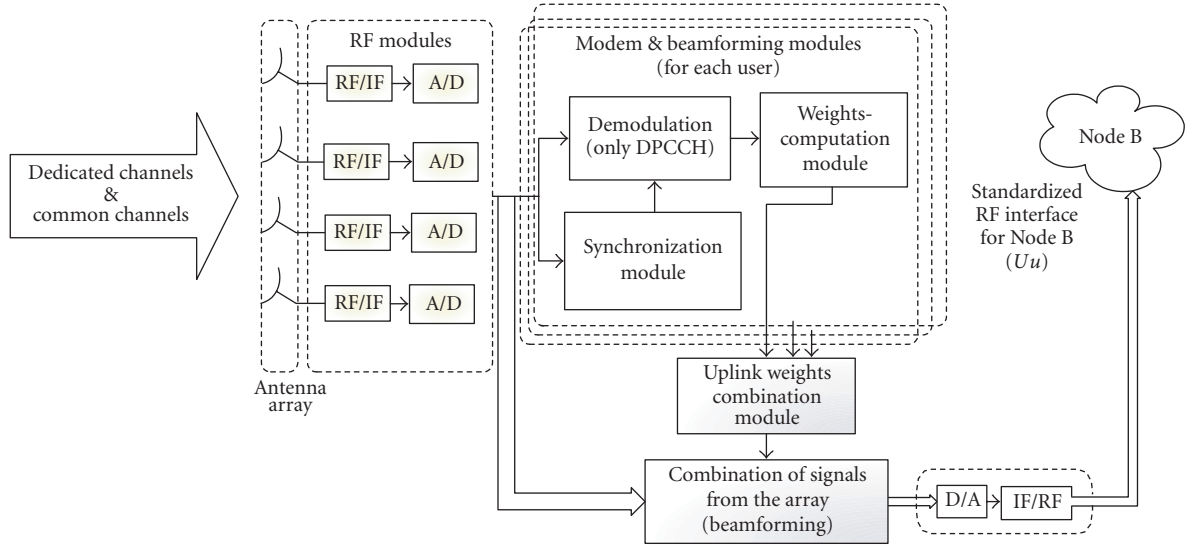 Dedicated channels
&
common channels
Antenna
array
RF modules
RF/IF
A/D
RF/IF
A/D
RF/IF
A/D
RF/IF
A/D
Modem & beamforming modules
(for each user)
Demodulation
(only DPCCH)
Weights-
computation
module
Synchronization
module
Uplink weights
combination
module
Combination of signals
from the array
(beamforming)
D/A
IF/RF
Node B
Standardized
RF interface
for Node B
(Uu)